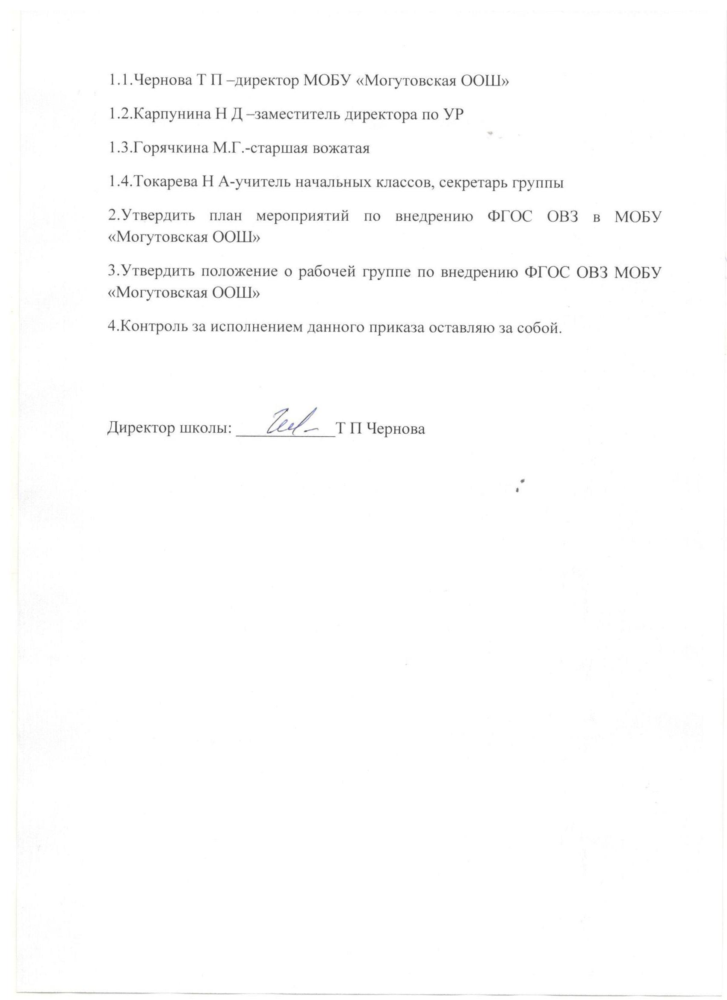 1.1.Чернова Т П –директор МОБУ «Могутовская ООШ»
1.2.Карпунина Н Д –заместитель директора по УР
1.3.Горячкина М.Г.-старшая вожатая
1.4.Токарева Н А-учитель начальных классов, секретарь группы
2.Утвердить план мероприятий по внедрению ФГОС ОВЗ в МОБУ
«Могутовская ООШ»
3.Утвердить положение о рабочей группе по внедрению ФГОС ОВЗ МОБУ
«Могутовская ООШ»
4.Контроль за исполнением данного приказа оставляю за собой.
Директор школы: ____________Т П Чернова